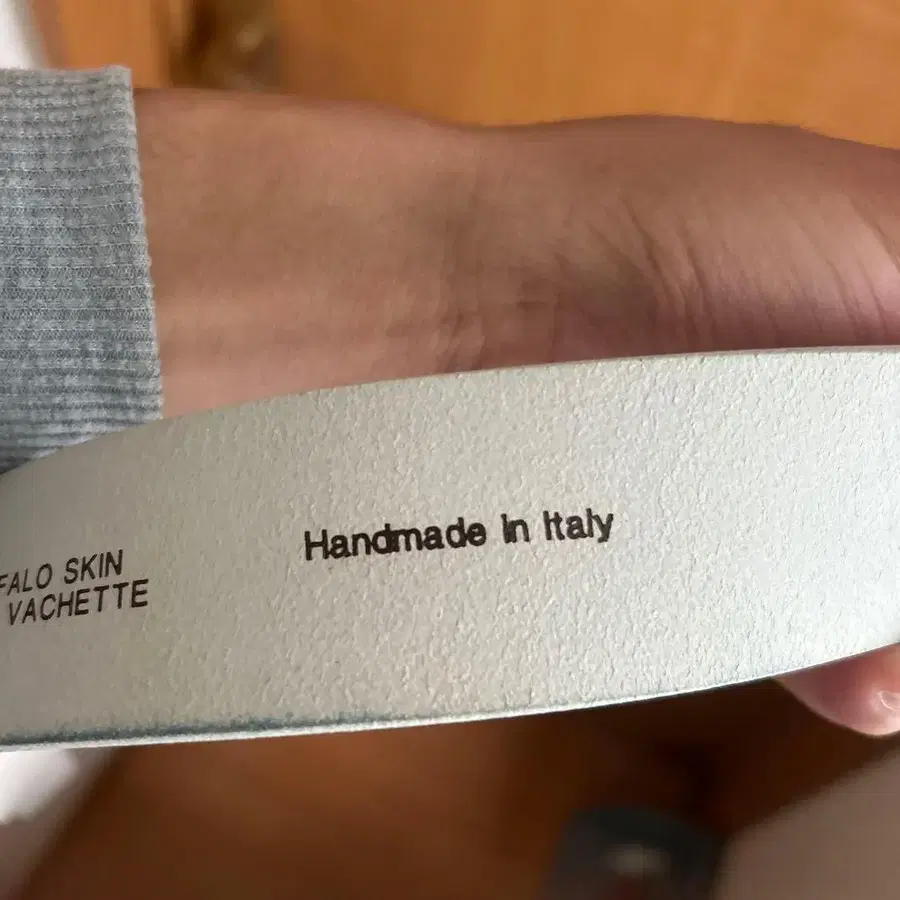 FALO SKIN
VACHETTE
Handmade in Italy